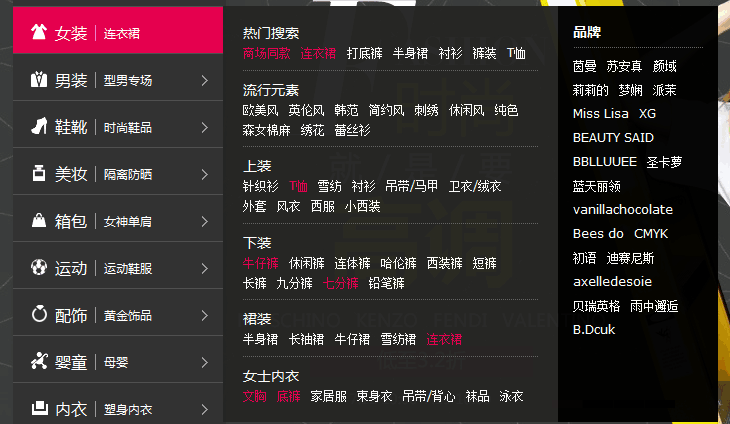 女装 | 连衣裙
男装 | 型男专场
鞋靴 | 时尚鞋品
美妆 | 隔离防晒
箱包 | 女神单肩
运动 | 运动鞋服
配饰 | 黄金饰品
婴童 | 母婴
内衣 | 塑身内衣
热门搜索
商场同款 连衣裙 打底裤 半身裙 衬衫 裤装 T恤
流行元素
欧美风 英伦风 韩范 简约风 刺绣 休闲风 纯色
森女棉麻 绣花 蕾丝衫
上装
针织衫 T恤 雪纺 衬衫 吊带/马甲 卫衣/绒衣
外套 风衣 西服 小西装
下装
牛仔裤 休闲裤 连体裤 哈伦裤 西装裤 短裤
长裤 九分裤 七分裤 铅笔裤
裙装
半身裙 长袖裙 牛仔裙 雪纺裙 连衣裙
女士内衣
文胸 底裤 家居服 束身衣 吊带/背心 袜品 泳衣
品牌
茵曼 苏安真 颜域
莉莉的 梦娴 派茉
Miss Lisa XG
BEAUTY SAID
BBLLUUEE 圣卡萝
蓝天丽领
vanillachocolate
Bees do CMYK
初语 迪赛尼斯
axelledesoie
贝瑞英格 雨中邂逅
B.Dcuk